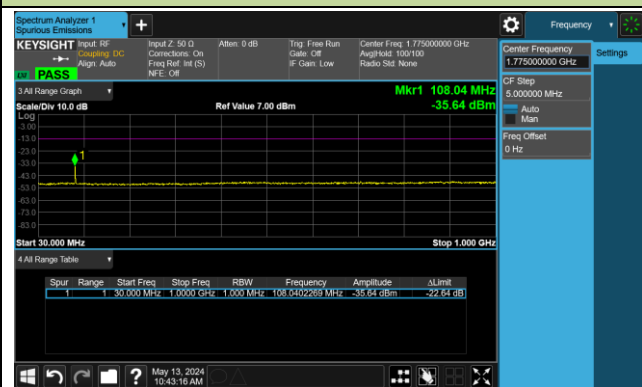 Spectrum Analyzer 1
Spurious Emissions
Frequency
KEYSIGHT
Input: RF
Coupling: DC
Align: Auto
Input Z: 50 Ω
Corrections: On
Freq Ref: Int (S)
NFE: Off
Atten: 0 dB
Trig: Free Run
Gate: Off
IF Gain: Low
Center Freq: 1.775000000 GHz
Avg|Hold: 100/100
Radio Std: None
PASS
Center Frequency
1.775000000 GHz
Settings
CF Step
5.000000 MHz
Auto
Man
Freq Offset
0 Hz
3 All Range Graph
Mkr1 108.04 MHz
-35.64 dBm
Scale/Div 10.0 dB
Ref Value 7.00 dBm
Log
-3.00
-13.0
-23.0
-33.0
-43.0
-53.0
-63.0
-73.0
-83.0
1
Start 30.000 MHz
Stop 1.000 GHz
4 All Range Table
Spur Range Start Freq Stop Freq RBW Frequency Amplitude ΔLimit
1 1 30.000 MHz 1.0000 GHz 1.000 MHz 108.0402269 MHz -35.64 dBm -22.64 dB
?
May 13, 2024
10:43:16 AM